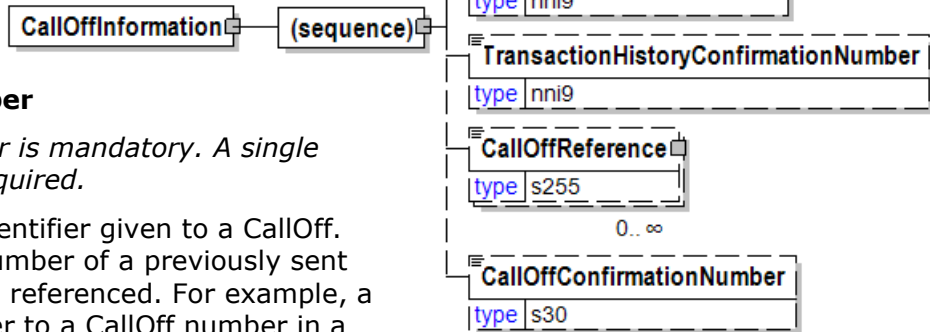 type nni9
CallOffInformation
(sequence)
TransactionHistoryConfirmationNumber
type nni9
CallOffReference
type s255
0.. ∞
CallOffConfirmationNumber
type s30
ber
r is mandatory. A single
quired.
entifier given to a CallOff.
umber of a previously sent
referenced. For example, a
er to a CallOff number in a